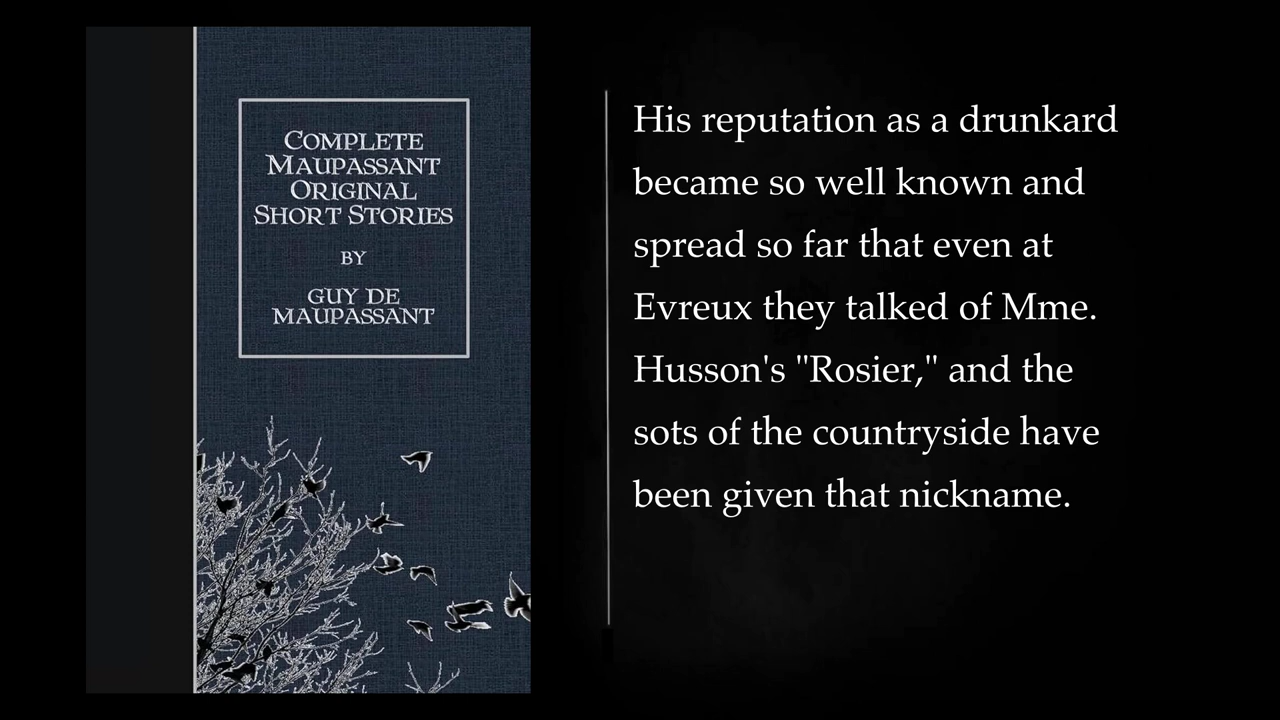 COMPLETE
MAUPASSANT
ORIGINAL
SHORT STORIES
BY
GUY DE
MAUPASSANT
His reputation as a drunkard
became so well known and
spread so far that even at
Evreux they talked of Mme.
Husson's "Rosier," and the
sots of the countryside have
been given that nickname.